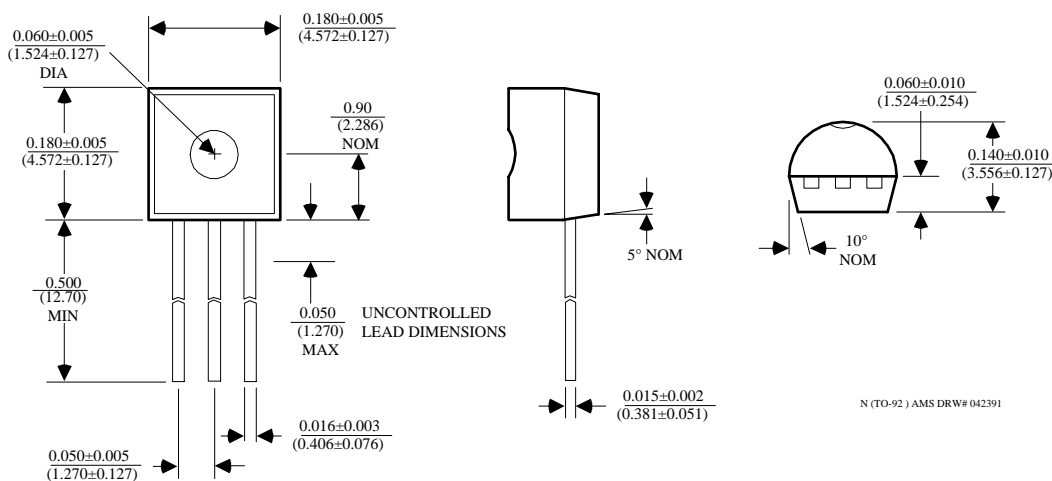 0.180±0.005
(4.572±0.127)
0.060±0.005
(1.524±0.127)
DIA
0.90
(2.286)
NOM
0.180±0.005
(4.572±0.127)
0.500
(12.70)
MIN
0.050
(1.270)
MAX
UNCONTROLLED
LEAD DIMENSIONS
0.016±0.003
(0.406±0.076)
0.050±0.005
(1.270±0.127)
5° NOM
0.015±0.002
(0.381±0.051)
0.060±0.010
(1.524±0.254)
0.140±0.010
(3.556±0.127)
10°
NOM
N (TO-92 ) AMS DRW# 042391